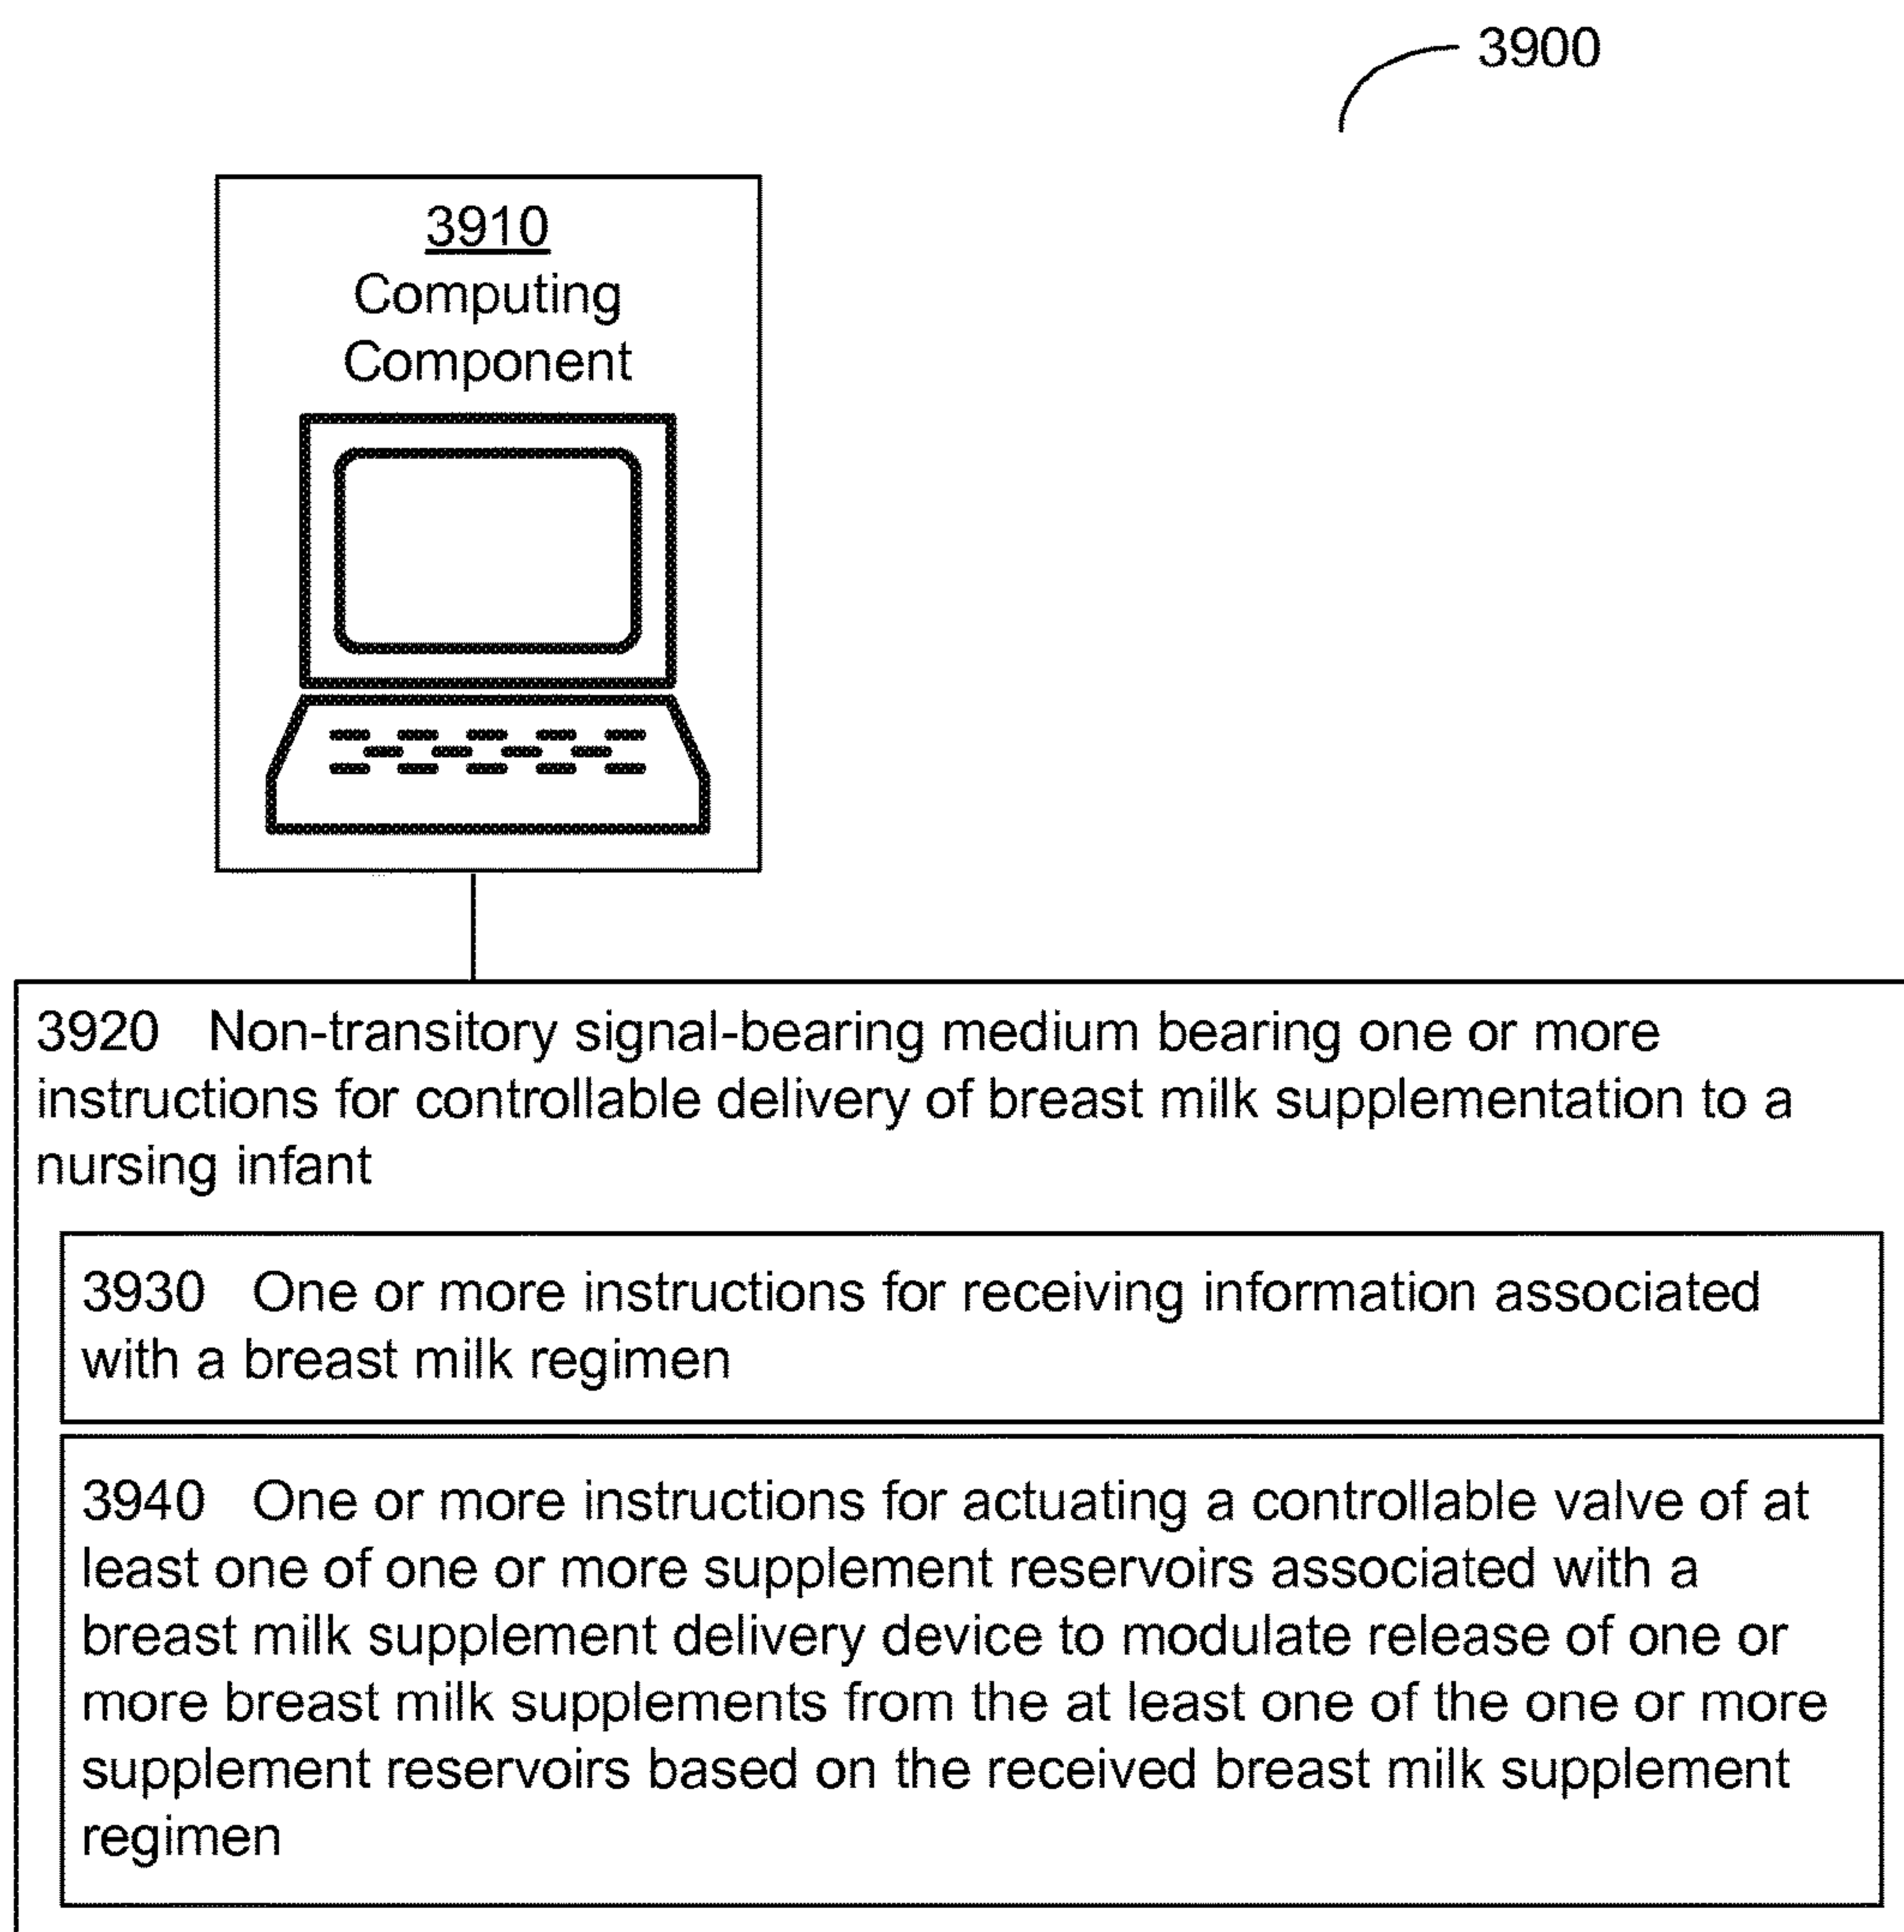 3900
3910
Computing
Component
3920 Non-transitory signal-bearing medium bearing one or more
instructions for controllable delivery of breast milk supplementation to a
nursing infant
3930 One or more instructions for receiving information associated
with a breast milk regimen
3940 One or more instructions for actuating a controllable valve of at
least one of one or more supplement reservoirs associated with a
breast milk supplement delivery device to modulate release of one or
more breast milk supplements from the at least one of the one or more
supplement reservoirs based on the received breast milk supplement
regimen